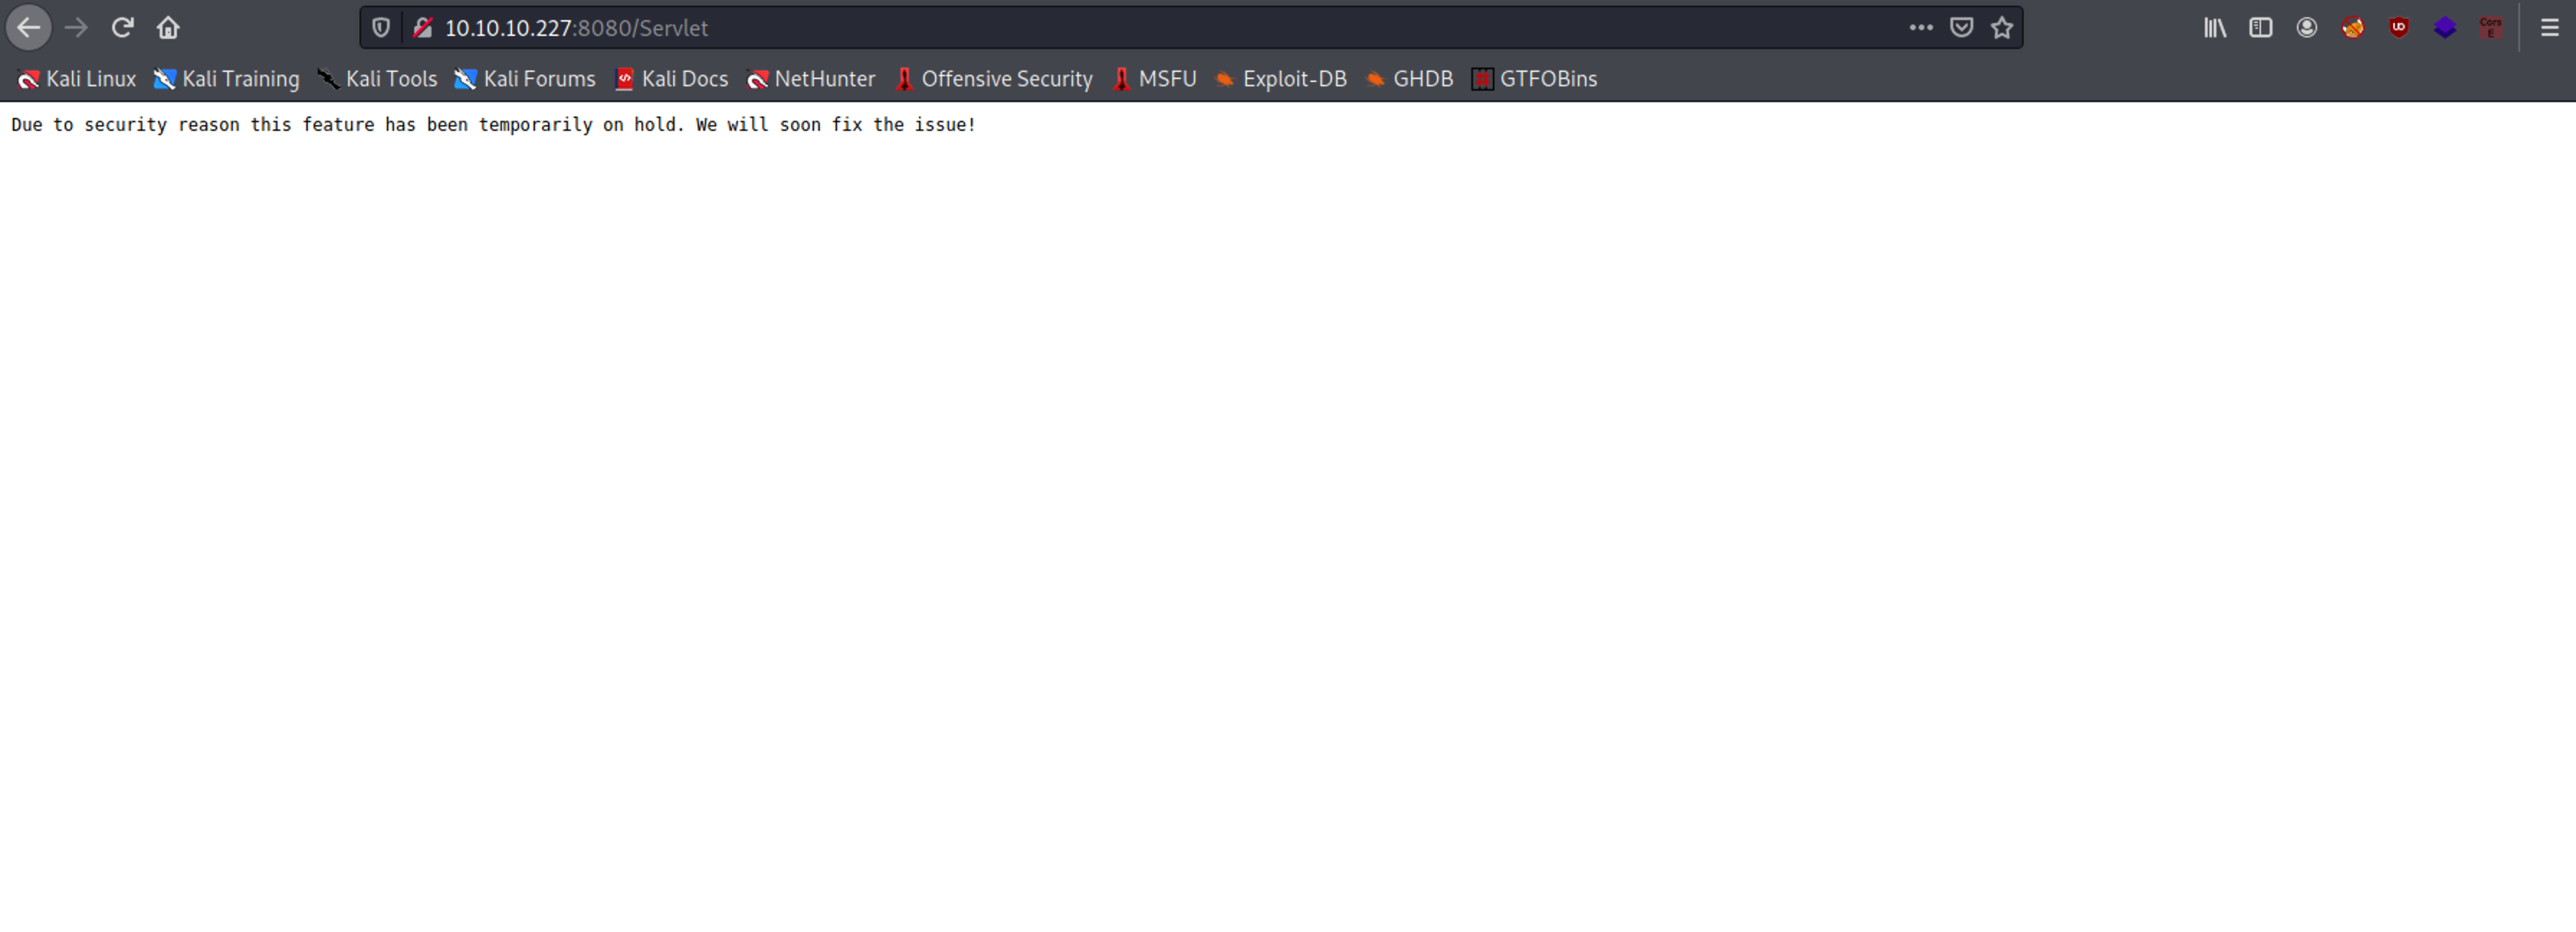 10.10.10.227:8080/Servlet
Cors E
Kali Linux Kali Training Kali Tools Kali Forums Kali Docs NetHunter Offensive Security MSFU Exploit-DB GHDB GTFOBins
Due to security reason this feature has been temporarily on hold. We will soon fix the issue!